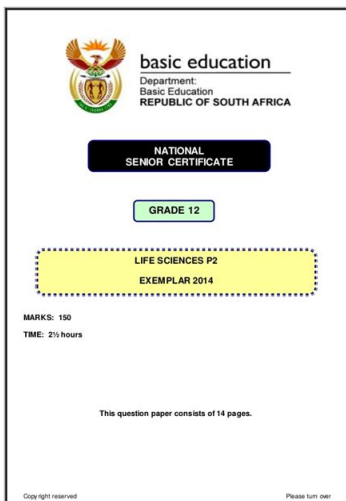 basic education
Department:
Basic Education
REPUBLIC OF SOUTH AFRICA
NATIONAL
SENIOR CERTIFICATE
GRADE 12
LIFE SCIENCES P2
EXEMPLAR 2014
MARKS: 150
TIME: 2½ hours
This question paper consists of 14 pages.
Copyright reserved
Please turn over